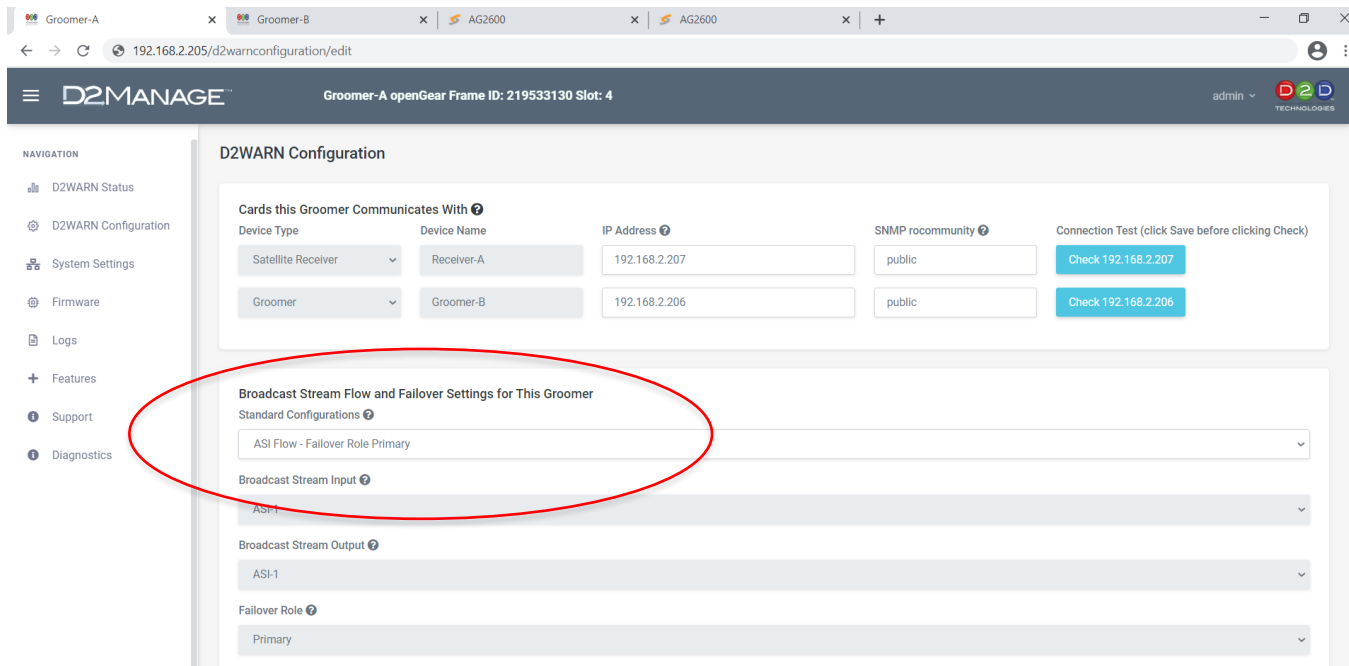 Groomer-A
Groomer-B
AG2600
AG2600
192.168.2.205/d2warnconfiguration/edit
D2MANAGE™
Groomer-A openGear Frame ID: 219533130 Slot: 4
admin
D2D
TECHNOLOGIES
NAVIGATION
D2WARN Status
D2WARN Configuration
System Settings
Firmware
Logs
Features
Support
Diagnostics
D2WARN Configuration
Cards this Groomer Communicates With
Device Type Device Name IP Address SNMP rocommunity Connection Test (click Save before clicking Check)
Satellite Receiver Receiver-A 192.168.2.207 public Check 192.168.2.207
Groomer Groomer-B 192.168.2.206 public Check 192.168.2.206
Broadcast Stream Flow and Failover Settings for This Groomer
Standard Configurations
ASI Flow - Failover Role Primary
Broadcast Stream Input
ASI-1
Broadcast Stream Output
ASI-1
Failover Role
Primary